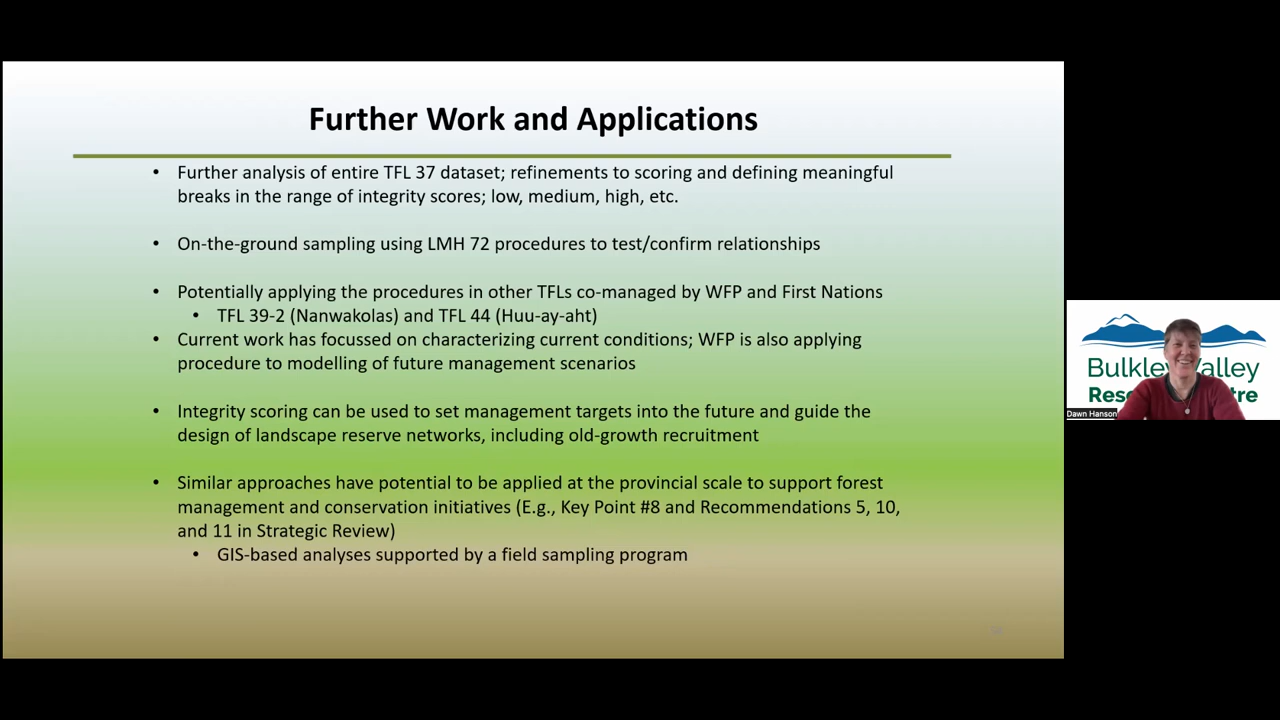 Further Work and Applications
• Further analysis of entire TFL 37 dataset; refinements to scoring and defining meaningful
breaks in the range of integrity scores; low, medium, high, etc.
• On-the-ground sampling using LMH 72 procedures to test/confirm relationships
• Potentially applying the procedures in other TFLs co-managed by WFP and First Nations
• TFL 39-2 (Nanwakolas) and TFL 44 (Huu-ay-aht)
• Current work has focussed on characterizing current conditions; WFP is also applying
procedure to modelling of future management scenarios
• Integrity scoring can be used to set management targets into the future and guide the
design of landscape reserve networks, including old-growth recruitment
• Similar approaches have potential to be applied at the provincial scale to support forest
management and conservation initiatives (E.g., Key Point #8 and Recommendations 5, 10,
and 11 in Strategic Review)
• GIS-based analyses supported by a field sampling program
Bulkley Valley
Dawn Hanson